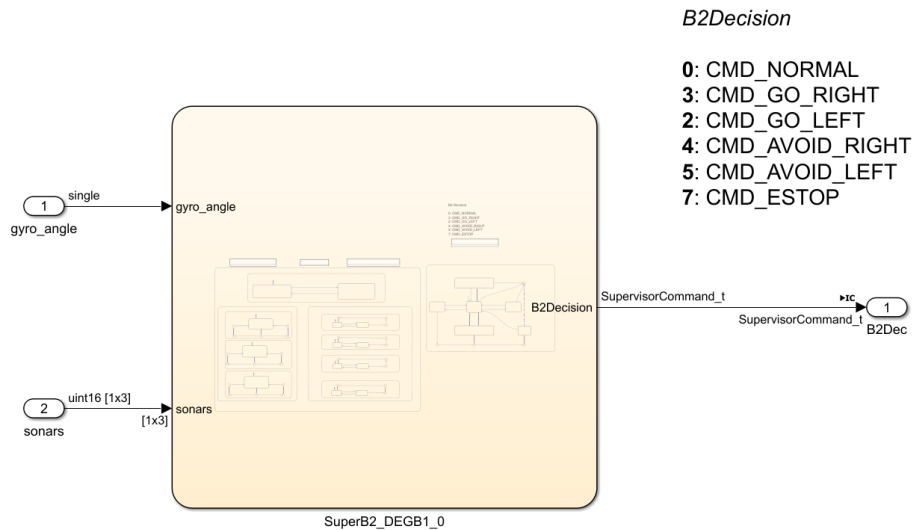 B2Decision
0: CMD_NORMAL
3: CMD_GO_RIGHT
2: CMD_GO_LEFT
4: CMD_AVOID_RIGHT
5: CMD_AVOID_LEFT
7: CMD_ESTOP
1
single
gyro_angle
gyro_angle
B2Decision
SupervisorCommand_t
IC
SupervisorCommand_t
1
B2Dec
2
uint16 [1x3]
[1x3]
sonars
sonars
SuperB2_DEGB1_0